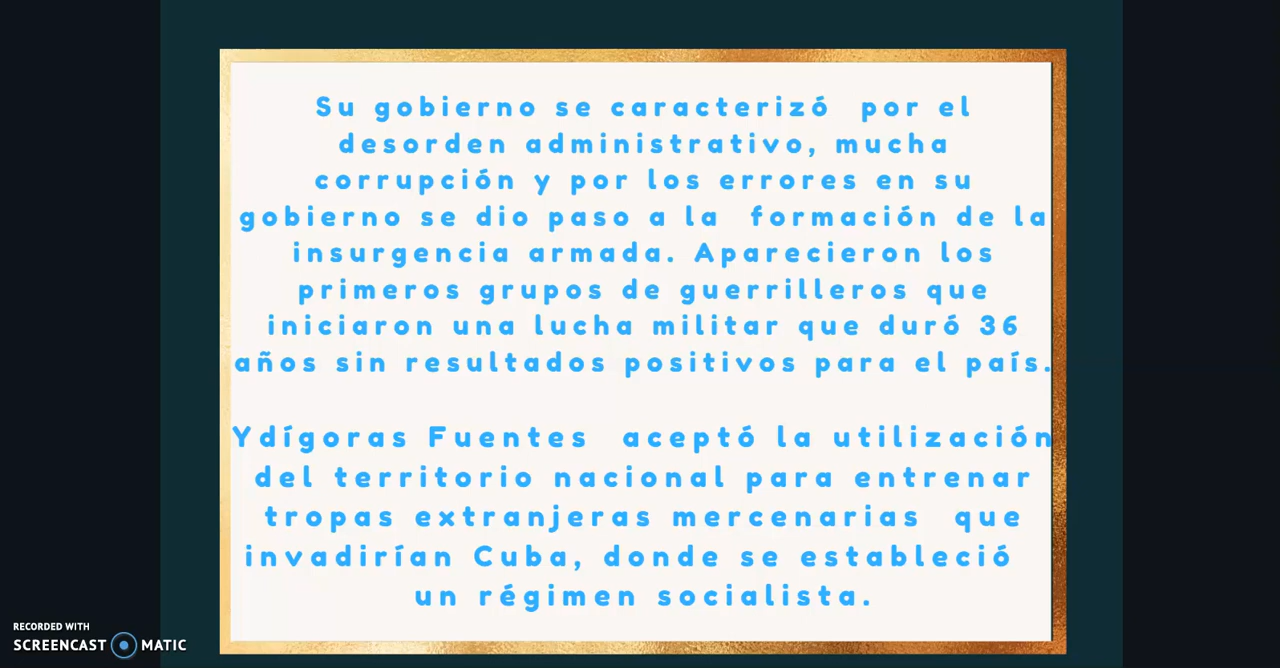 Su gobierno se caracterizó por el
desorden administrativo, mucha
corrupción y por los errores en su
gobierno se dio paso a la formación de la
insurgencia armada. Aparecieron los
primeros grupos de guerrilleros que
iniciaron una lucha militar que duró 36
años sin resultados positivos para el país.
Ydígoras Fuentes aceptó la utilización
del territorio nacional para entrenar
tropas extranjeras mercenarias que
invadirían Cuba, donde se estableció
un régimen socialista.
RECORDED WITH
SCREENCAST MATIC